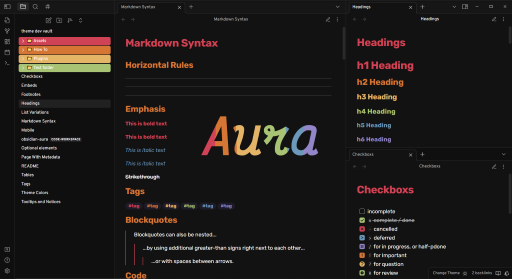 Markdown Syntax
Headings
Markdown Syntax
Headings
theme dev vault
Assets
How To
Plugins
Test folder
Checkboxs
Embeds
Footnotes
Headings
List Variations
Markdown Syntax
Mobile
obsidian-aura CODE-WORKSPACE
Optional elements
Page With Metadata
README
Tables
Tags
Theme Colors
Tooltips and Notices
Markdown Syntax
Horizontal Rules
Emphasis
This is bold text
This is bold text
This is italic text
This is italic text
Strikethrough
Tags
#tag #tag #tag #tag #tag #tag
Blockquotes
Blockquotes can also be nested...
...by using additional greater-than signs right next to each other...
...or with spaces between arrows.
Code
Aura
Headings
h1 Heading
h2 Heading
h3 Heading
h4 Heading
h5 Heading
h6 Heading
Checkboxs
Checkboxs
Checkboxs
incomplete
x complete / done
- cancelled
> deferred
/ for in progress, or half-done
! for Important
? for question
R for review
Change Theme
2 backlinks